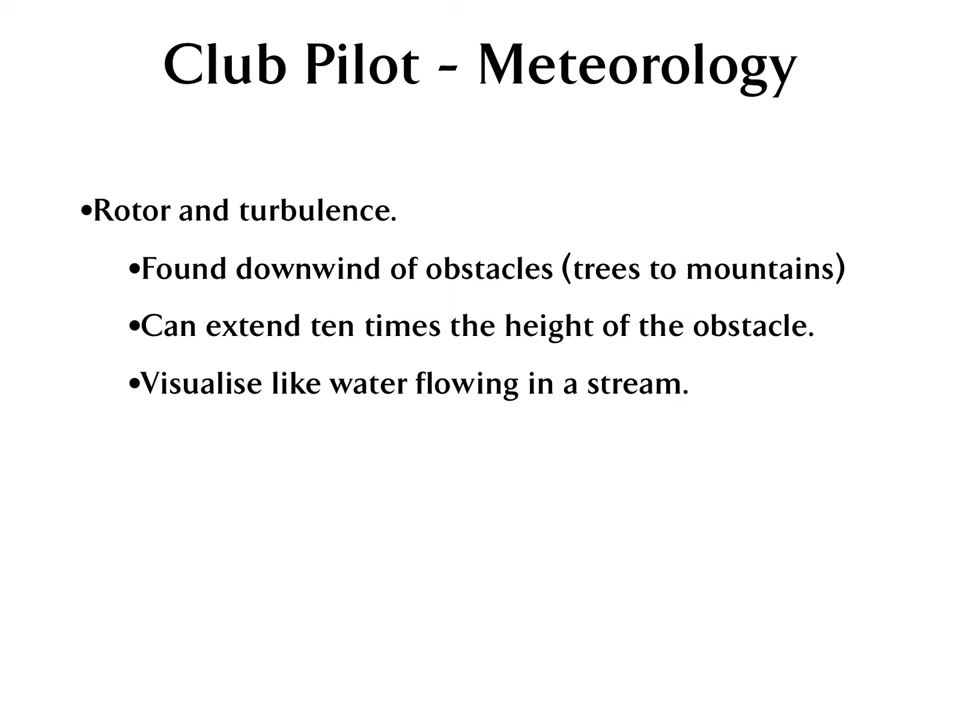 Club Pilot - Meteorology
•Rotor and turbulence.
•Found downwind of obstacles (trees to mountains)
•Can extend ten times the height of the obstacle.
•Visualise like water flowing in a stream.